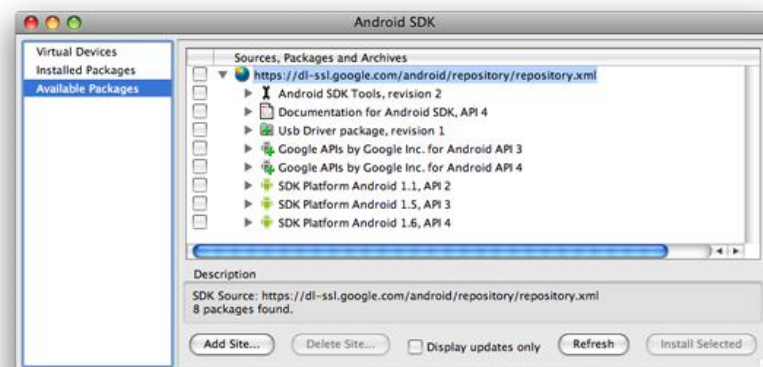 Android SDK
Virtual Devices
Installed Packages
Available Packages
Sources, Packages and Archives
https://dl-ssl.google.com/android/repository/repository.xml
Android SDK Tools, revision 2
Documentation for Android SDK, API 4
Usb Driver package, revision 1
Google APIs by Google Inc. for Android API 3
Google APIs by Google Inc. for Android API 4
SDK Platform Android 1.1, API 2
SDK Platform Android 1.5, API 3
SDK Platform Android 1.6, API 4
Description
SDK Source: https://dl-ssl.google.com/android/repository/repository.xml
8 packages found.
Add Site... Delete Site... Display updates only Refresh Install Selected